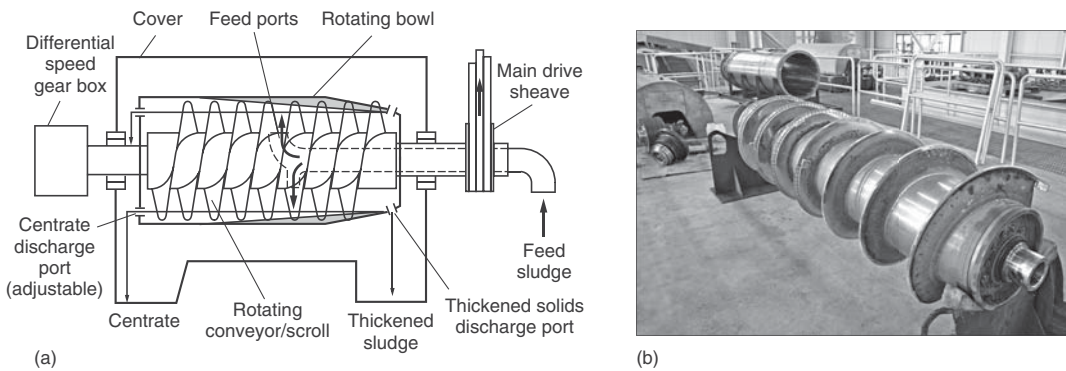 Cover
Feed ports
Rotating bowl
Differential
speed
gear box
Main drive
sheave
Centrate
discharge
port
(adjustable)
Centrate
Rotating
conveyor/scroll
Thickened
sludge
Thickened solids
discharge port
Feed
sludge
(a)
(b)